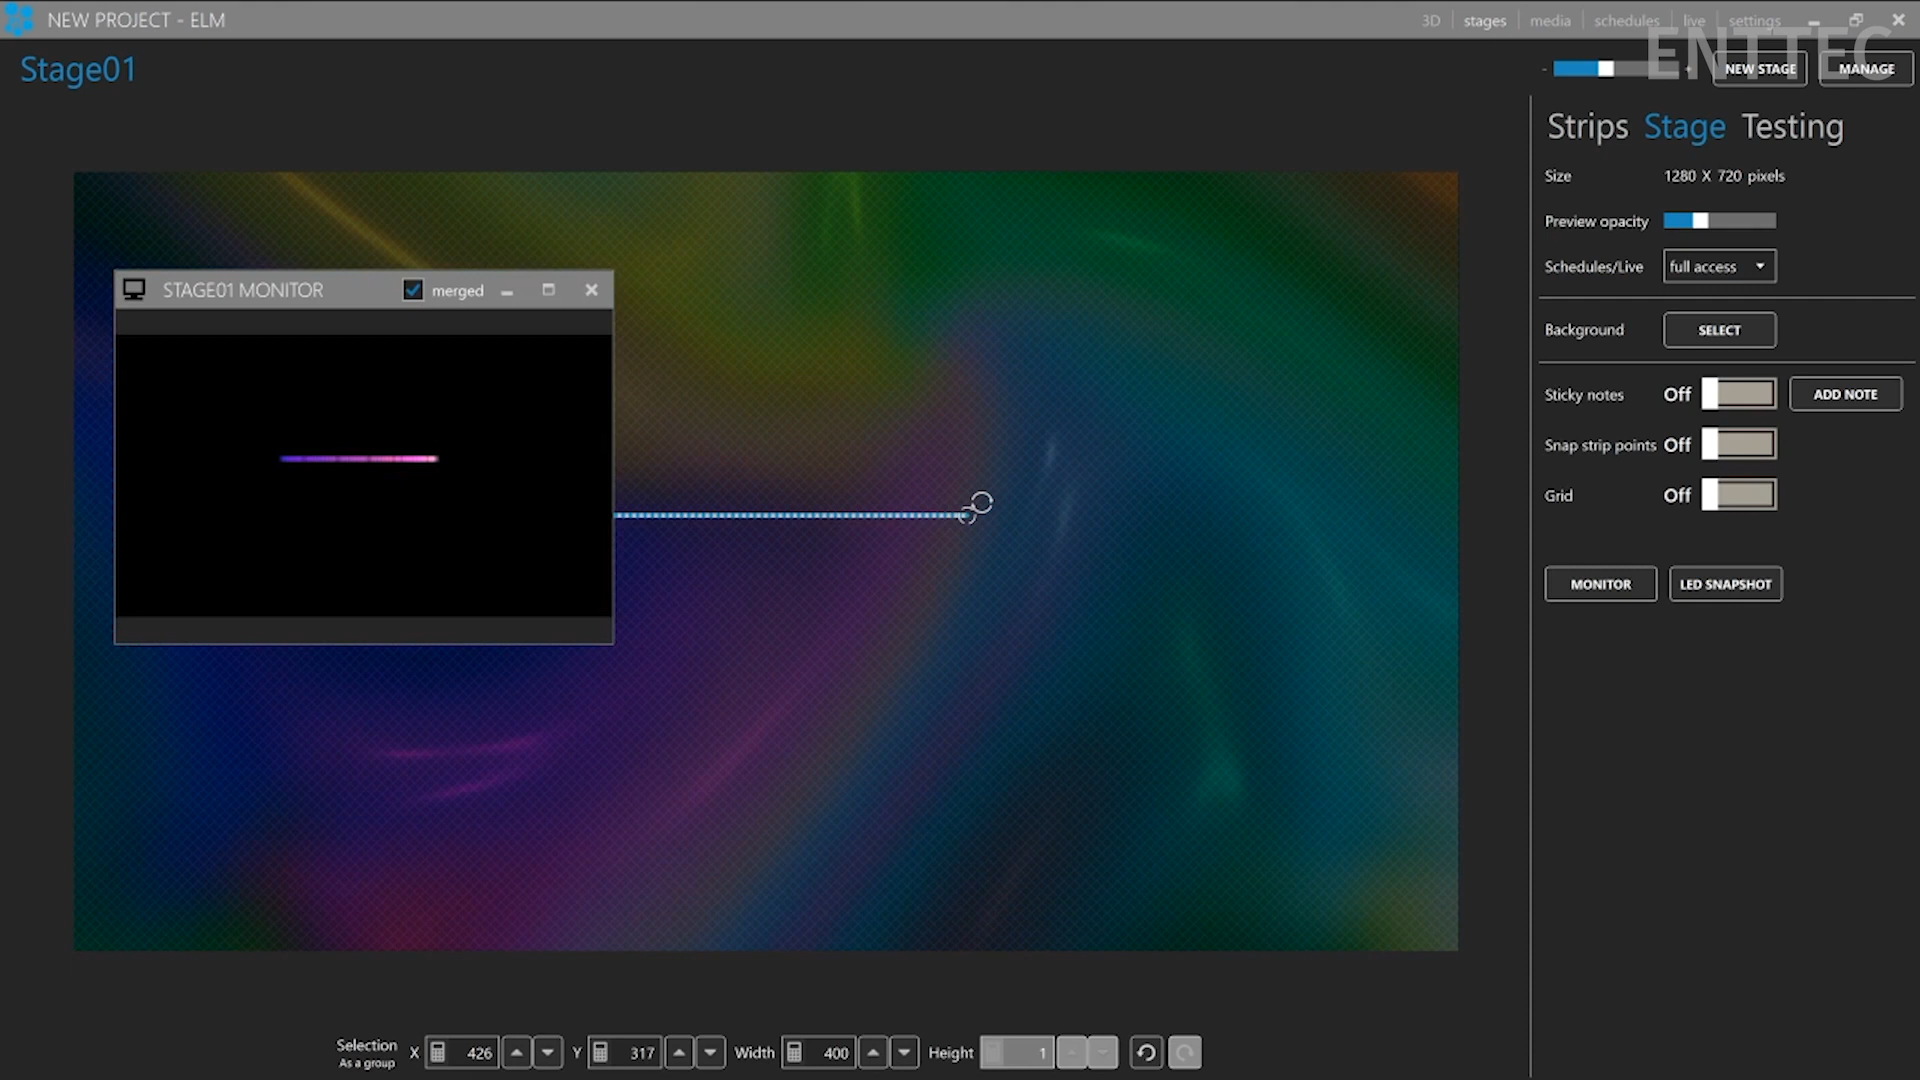 NEW PROJECT - ELM
3D stages media schedules live settings
ENTTEC
Stage01
- + NEW STAGE MANAGE
Strips Stage Testing
Size 1280 X 720 pixels
Preview opacity
Schedules/Live full access
Background SELECT
Sticky notes Off ADD NOTE
Snap strip points Off
Grid Off
MONITOR LED SNAPSHOT
STAGE01 MONITOR merged
Selection As a group X 426 Y 317 Width 400 Height 1